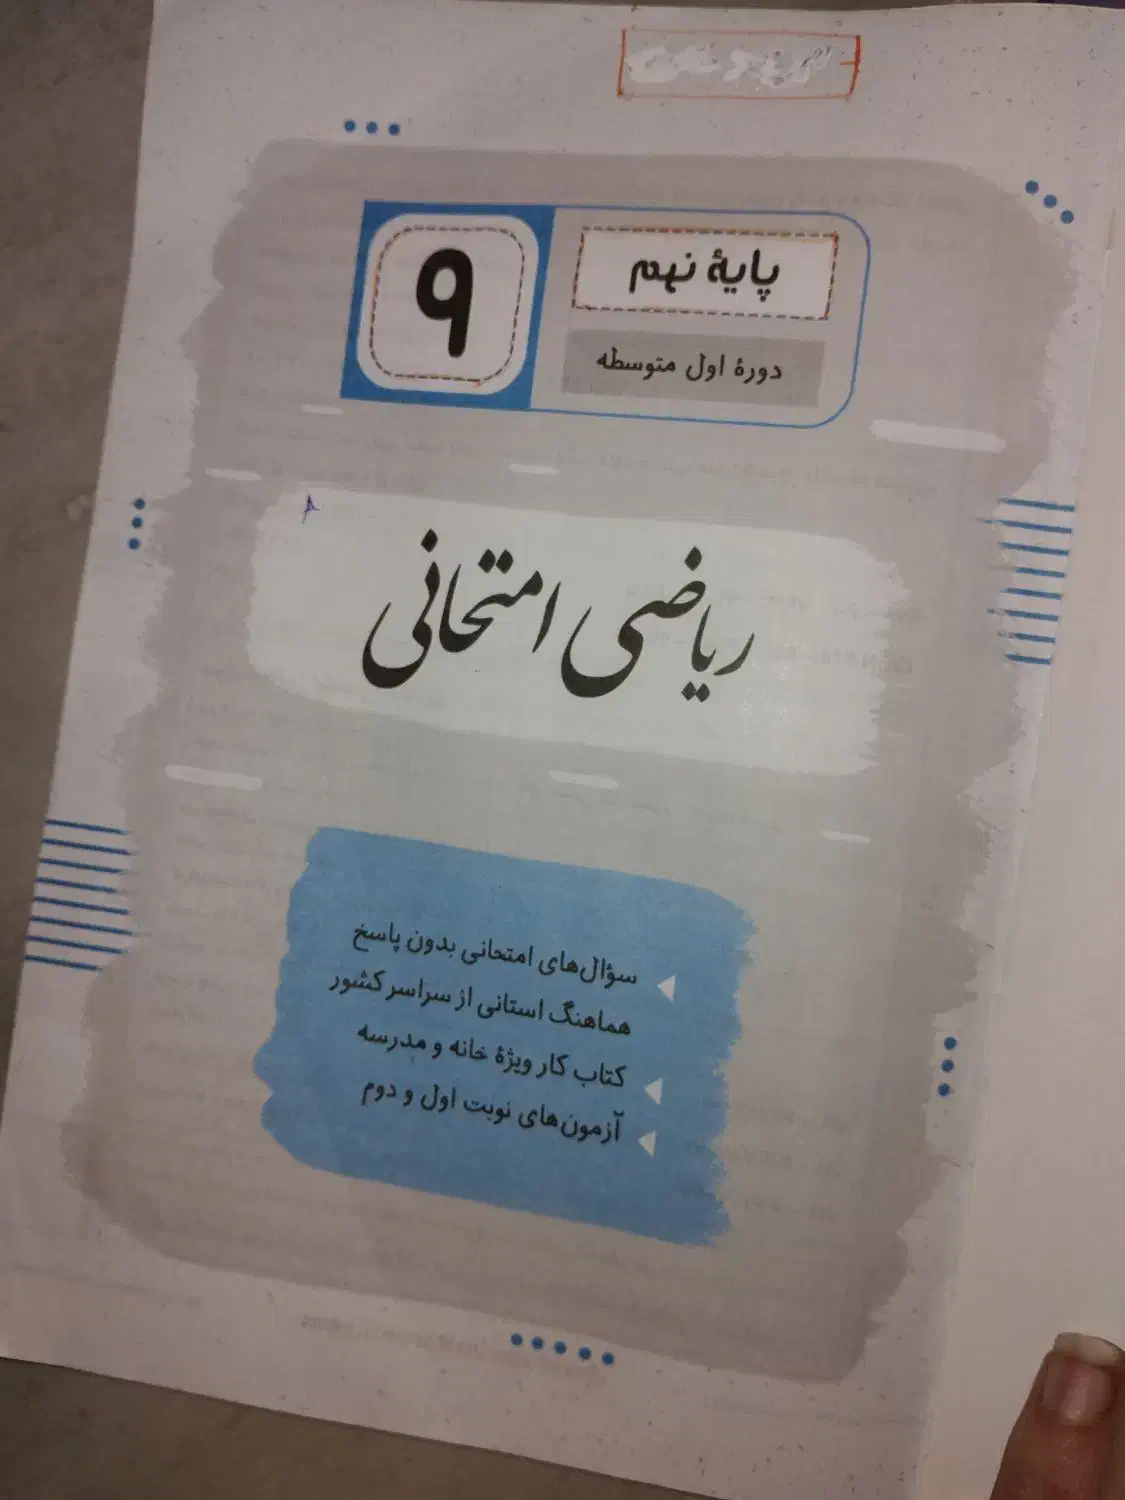 پایهٔ نهم
۹
دورهٔ اول متوسطه
ریاضی امتحانی
سؤال‌های امتحانی بدون پاسخ
هماهنگ استانی از سراسر کشور
کتاب کار ویژهٔ خانه و مدرسه
آزمون‌های نوبت اول و دوم